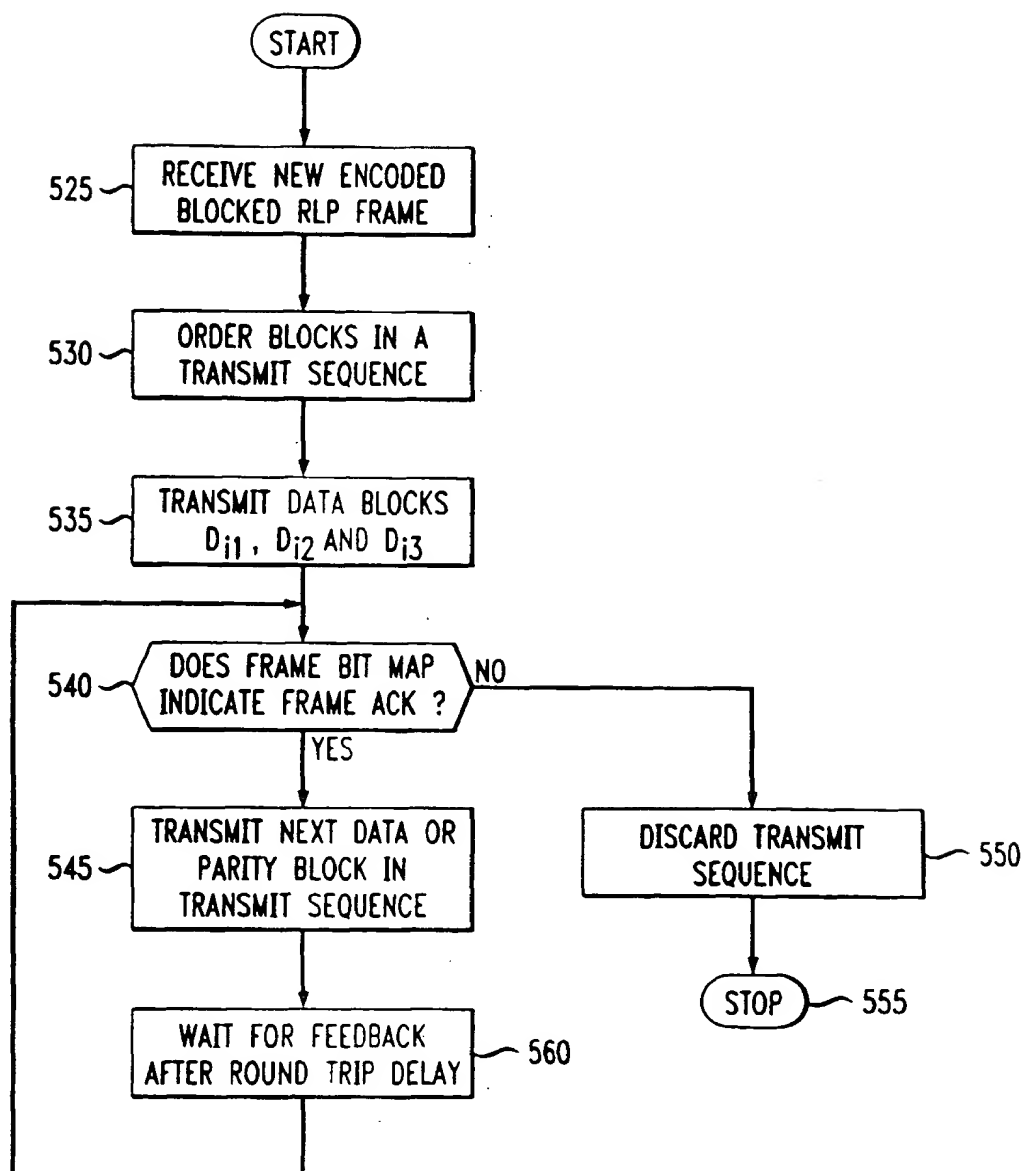 START
525
RECEIVE NEW ENCODED
BLOCKED RLP FRAME
530
ORDER BLOCKS IN A
TRANSMIT SEQUENCE
535
TRANSMIT DATA BLOCKS
Di1, Di2 AND Di3
540
DOES FRAME BIT MAP
INDICATE FRAME ACK ?
NO
YES
545
TRANSMIT NEXT DATA OR
PARITY BLOCK IN
TRANSMIT SEQUENCE
DISCARD TRANSMIT
SEQUENCE
550
STOP
555
WAIT FOR FEEDBACK
AFTER ROUND TRIP DELAY
560